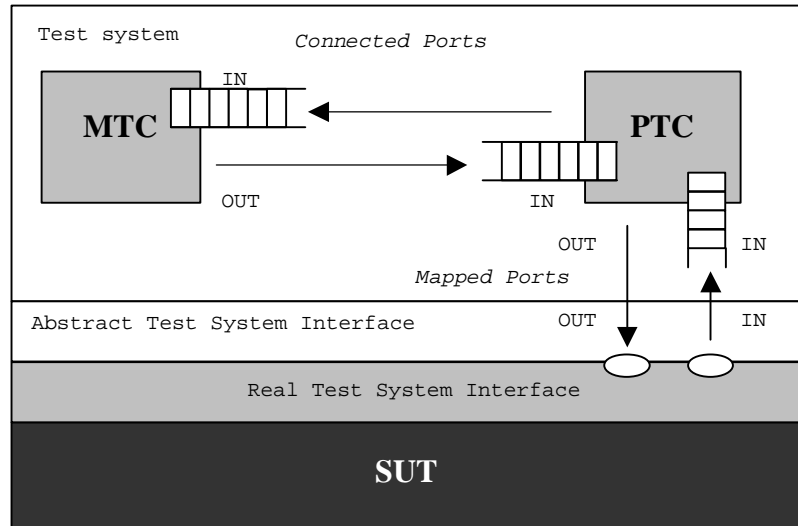 Test system
Connected Ports
IN
MTC
PTC
OUT
IN
OUT
IN
Mapped Ports
Abstract Test System Interface
OUT
IN
Real Test System Interface
SUT